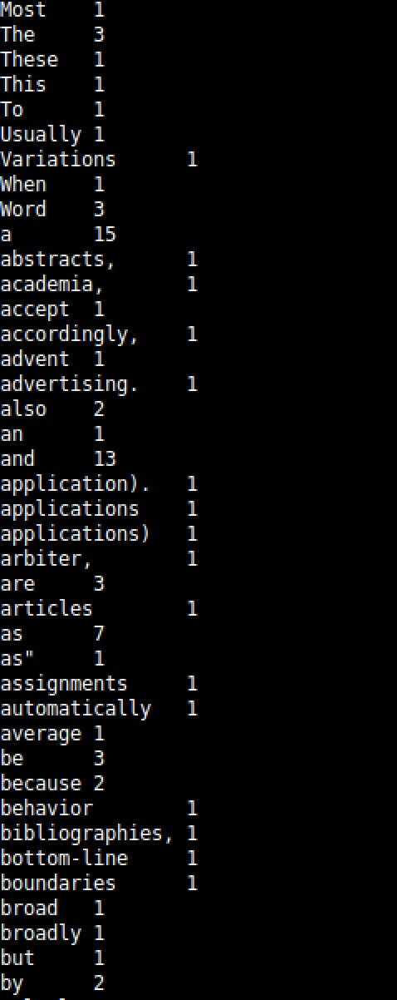 Most 1
The 3
These 1
This 1
To 1
Usually 1
Variations 1
When 1
Word 3
a 15
abstracts, 1
academia, 1
accept 1
accordingly, 1
advent 1
advertising. 1
also 2
an 1
and 13
application). 1
applications 1
applications) 1
arbiter, 1
are 3
articles 1
as 7
as" 1
assignments 1
automatically 1
average 1
be 3
because 2
behavior 1
bibliographies, 1
bottom-line 1
boundaries 1
broad 1
broadly 1
but 1
by 2